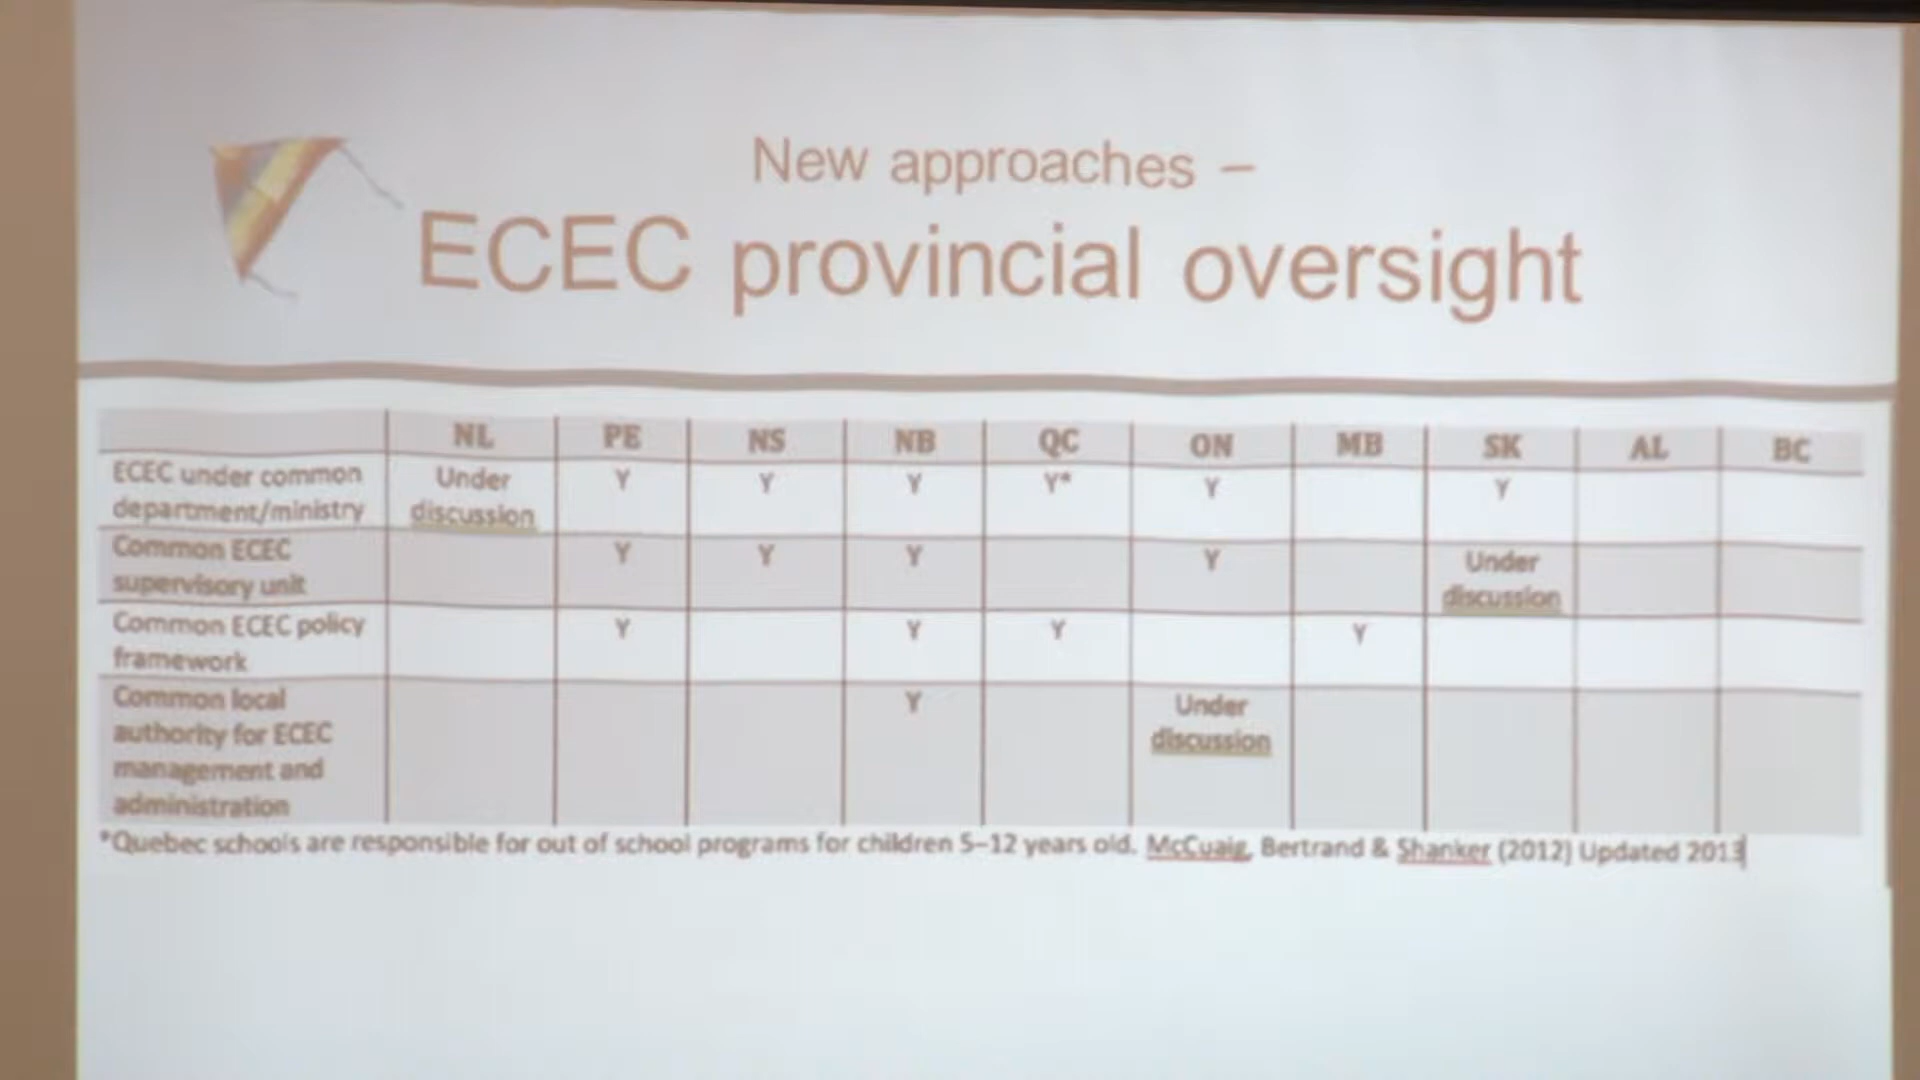 New approaches –
ECEC provincial oversight
NL PE NS NB QC ON MB SK AL BC
ECEC under common department/ministry Under discussion Y Y Y Y* Y Y
Common ECEC supervisory unit Y Y Y Y Under discussion
Common ECEC policy framework Y Y Y Y
Common local authority for ECEC management and administration Y Under discussion
*Quebec schools are responsible for out of school programs for children 5–12 years old. McCuaig, Bertrand & Shanker (2012) Updated 2013